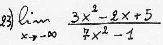 23) lim x→-∞ (3x² - 2x + 5)/(7x² - 1)